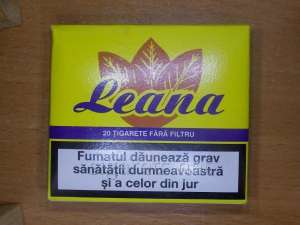 Leana
20 ȚIGARETE FĂRĂ FILTRU
Fumatul dăunează grav
sănătății dumneavoastră
și a celor din jur